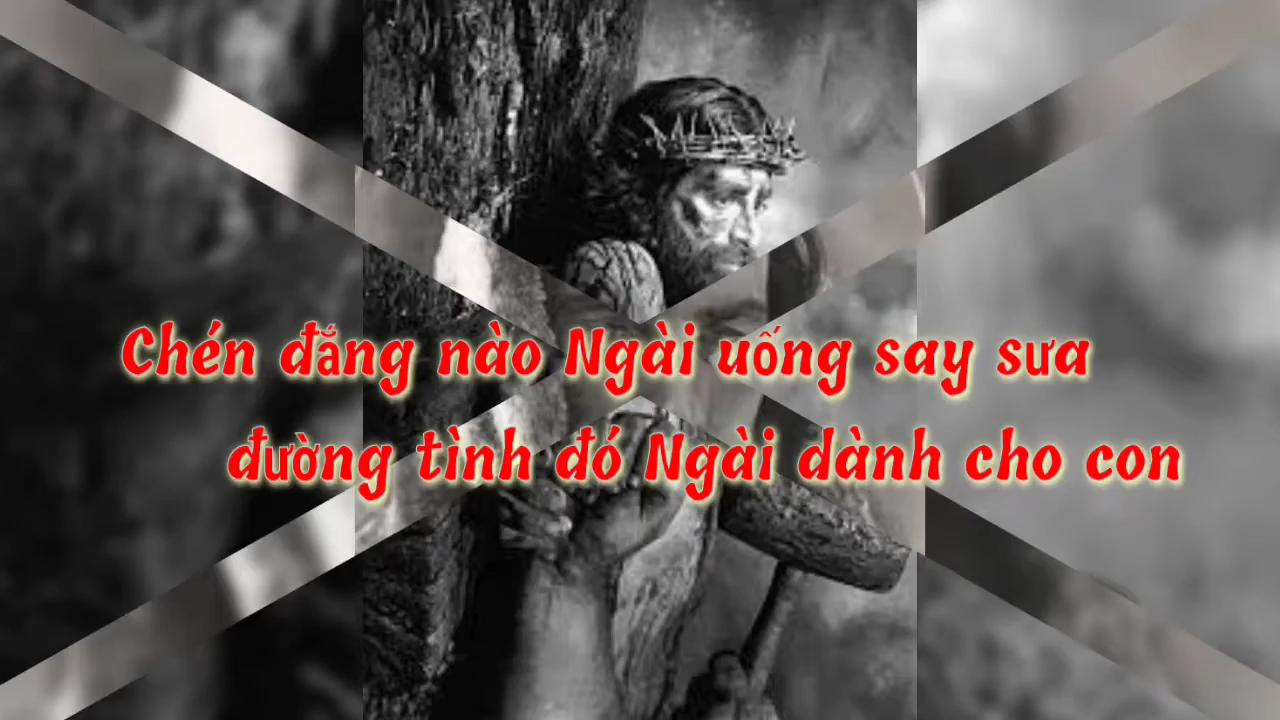 Chén đắng nào Ngài uống say sưa
đường tình đó Ngài dành cho con